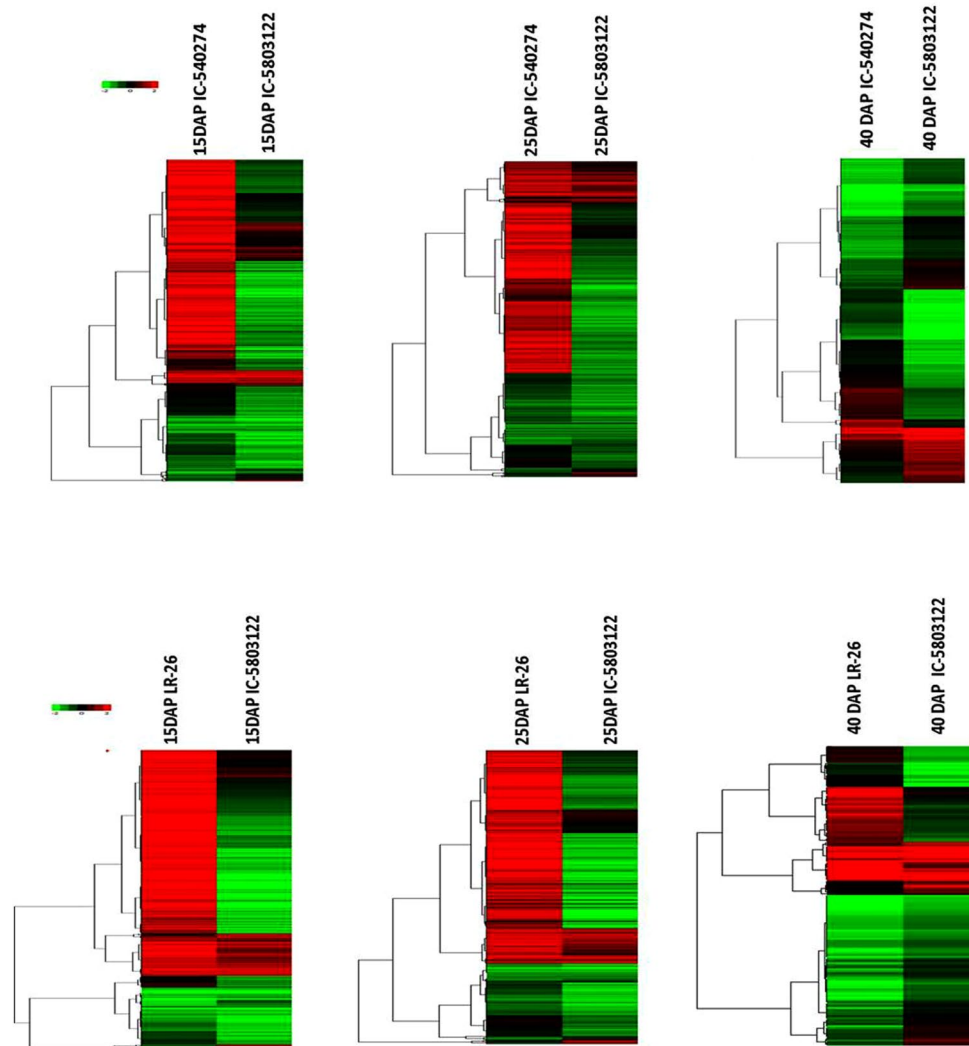 15DAP IC-540274
15DAP IC-5803122
25DAP IC-540274
25DAP IC-5803122
40 DAP IC-540274
40 DAP IC-5803122
15DAP LR-26
15DAP IC-5803122
25DAP LR-26
25DAP IC-5803122
40 DAP LR-26
40 DAP IC-5803122